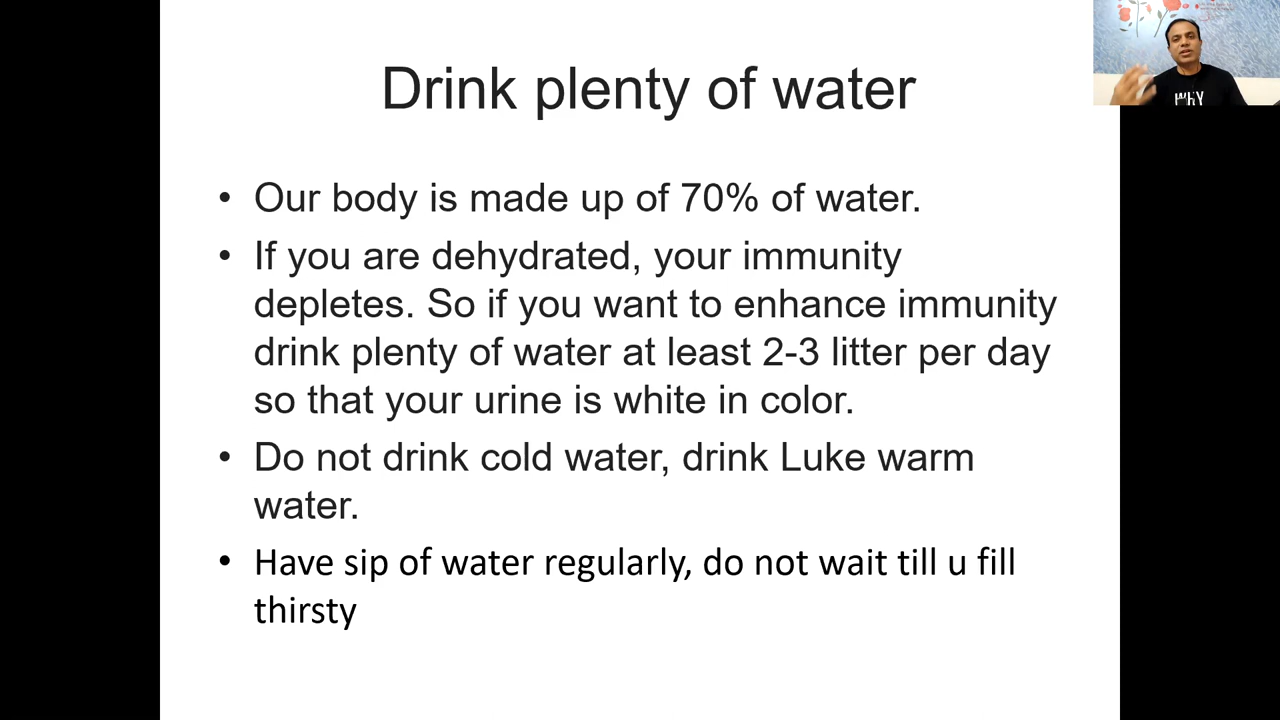 Drink plenty of water
• Our body is made up of 70% of water.
• If you are dehydrated, your immunity
depletes. So if you want to enhance immunity
drink plenty of water at least 2-3 litter per day
so that your urine is white in color.
• Do not drink cold water, drink Luke warm
water.
• Have sip of water regularly, do not wait till u fill
thirsty
WHY